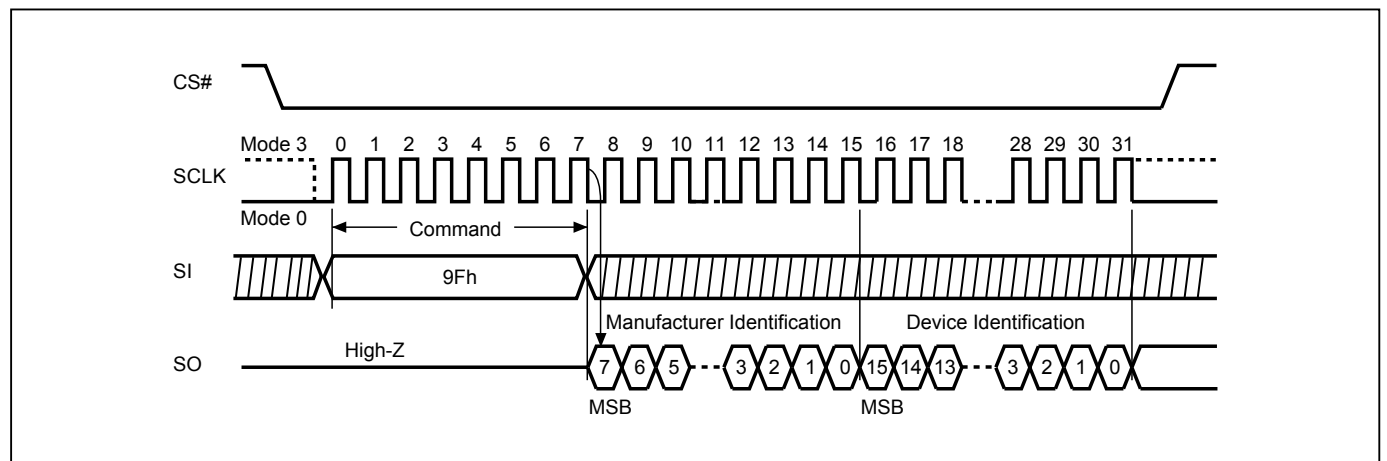 CS#
Mode 3 0 1 2 3 4 5 6 7 8 9 10 11 12 13 14 15 16 17 18 28 29 30 31
SCLK
Mode 0
Command
SI 9Fh
Manufacturer Identification Device Identification
High-Z
SO 7 6 5 3 2 1 0 15 14 13 3 2 1 0
MSB MSB